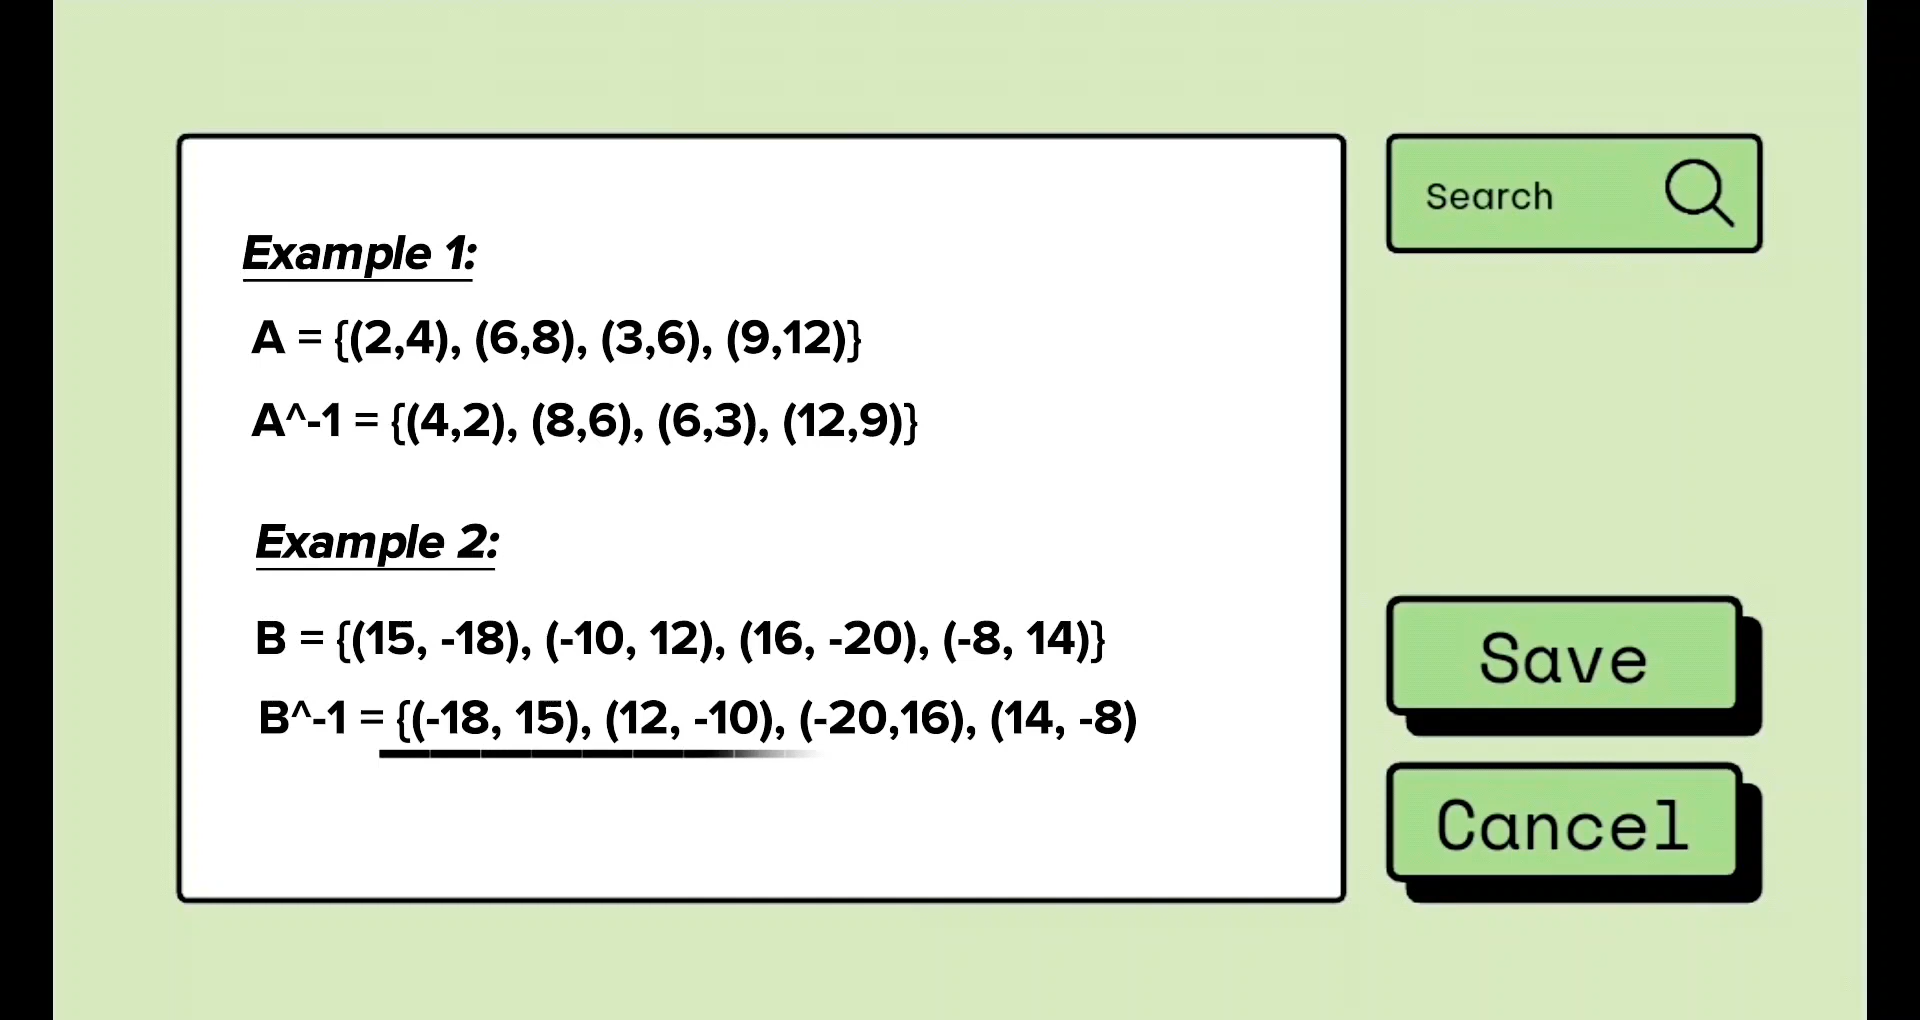 Example 1:
A = {(2,4), (6,8), (3,6), (9,12)}
A^-1 = {(4,2), (8,6), (6,3), (12,9)}
Example 2:
B = {(15, -18), (-10, 12), (16, -20), (-8, 14)}
B^-1 = {(-18, 15), (12, -10), (-20,16), (14, -8)
Search
Save
Cancel